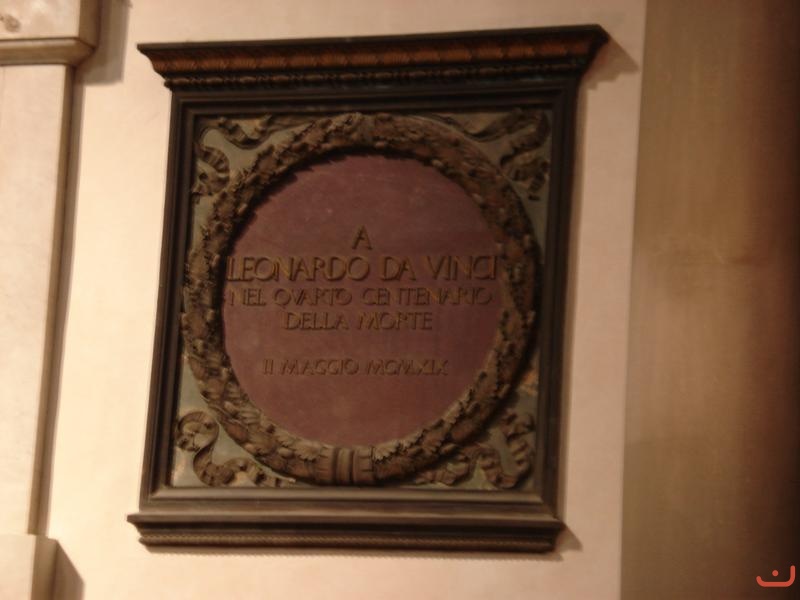 A
LEONARDO DA VINCI
NEL QVARTO CENTENARIO
DELLA MORTE
II MAGGIO MCMXIX